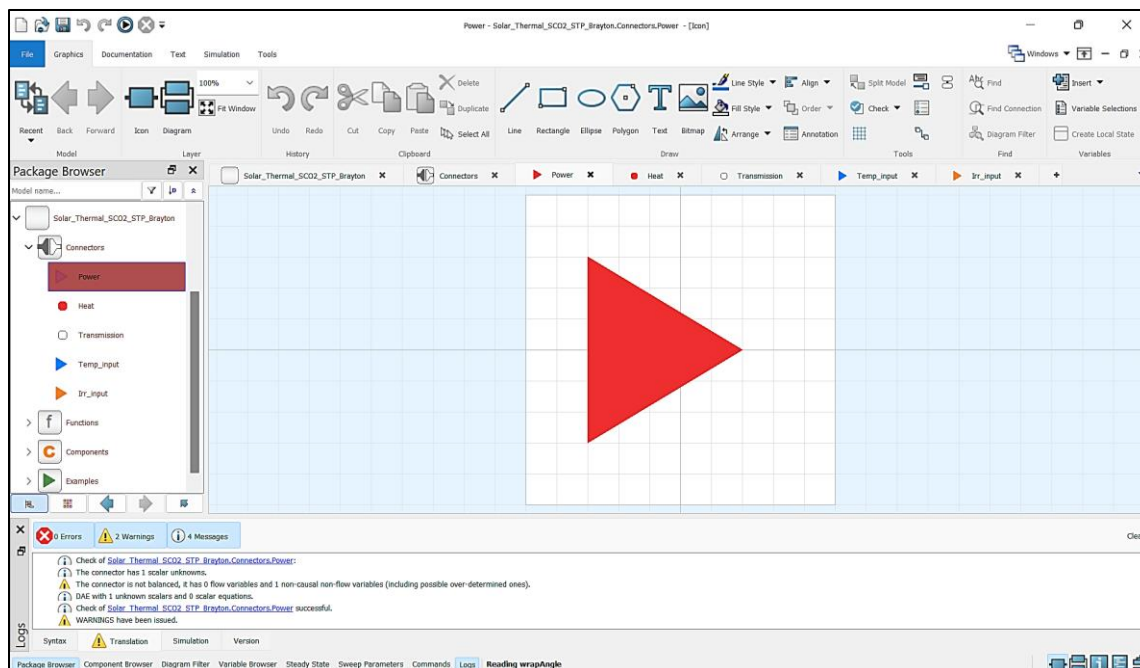 Power - Solar_Thermal_SCO2_STP_Brayton.Connectors.Power - [Icon]
File Graphics Documentation Text Simulation Tools Windows
100% Delete Line Style Align Split Model Abc Find Insert
Fit Window Duplicate Fill Style Order Check Find Connection Variable Selections
Recent Back Forward Icon Diagram Undo Redo Cut Copy Paste Select All Line Rectangle Ellipse Polygon Text Bitmap Arrange Annotation Diagram Filter Create Local State
Model Layer History Clipboard Draw Tools Find Variables
Package Browser
Solar_Thermal_SCO2_STP_Brayton Connectors Power Heat Transmission Temp_input Irr_input
Model name...
Solar_Thermal_SCO2_STP_Brayton
Connectors
Power
Heat
Transmission
Temp_input
Irr_input
f Functions
C Components
Examples
0 Errors 2 Warnings 4 Messages Clea
Check of Solar_Thermal_SCO2_STP_Brayton.Connectors.Power:
The connector has 1 scalar unknowns.
The connector is not balanced, it has 0 flow variables and 1 non-causal non-flow variables (including possible over-determined ones).
DAE with 1 unknown scalars and 0 scalar equations.
Check of Solar_Thermal_SCO2_STP_Brayton.Connectors.Power successful.
WARNINGS have been issued.
Logs
Syntax Translation Simulation Version
Package Browser Component Browser Diagram Filter Variable Browser Steady State Sweep Parameters Commands Logs Reading wrapAngle